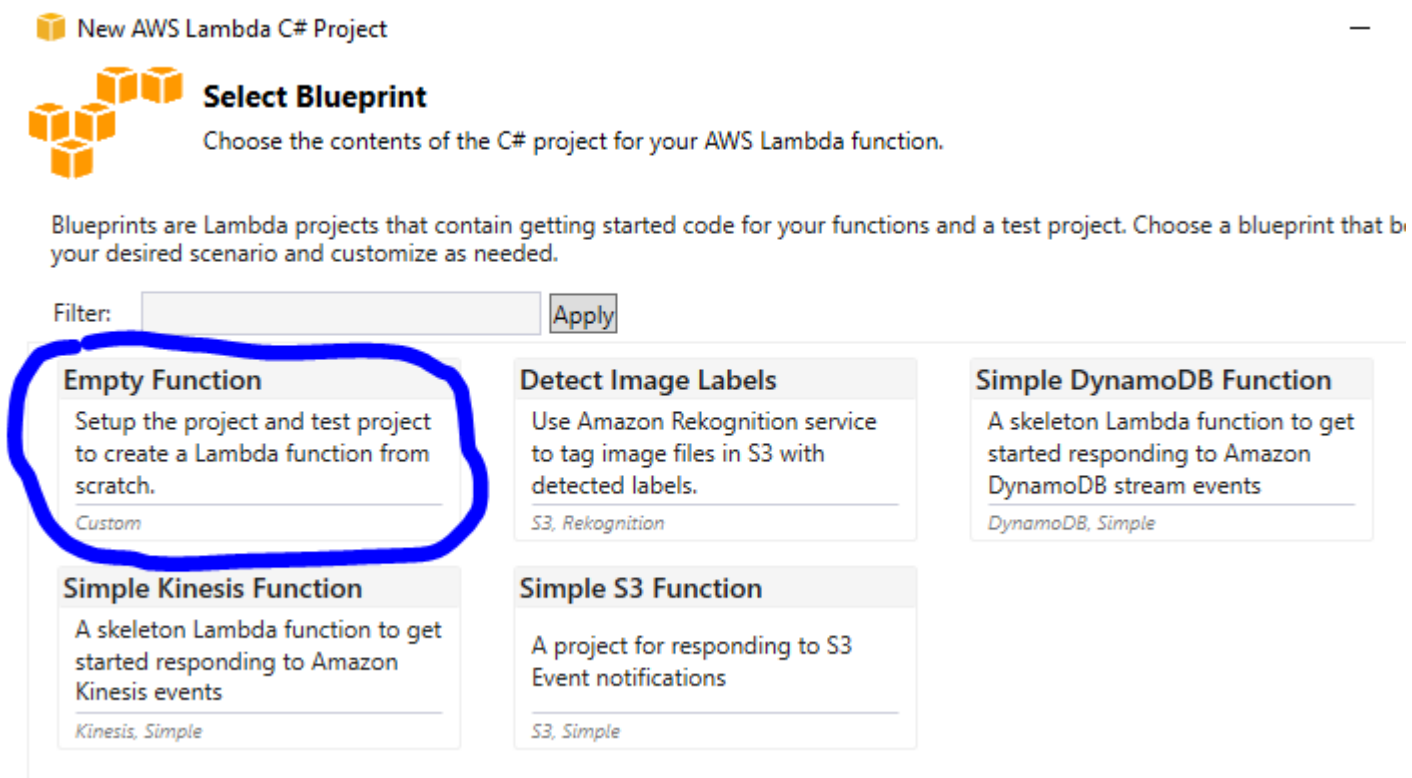 New AWS Lambda C# Project
Select Blueprint
Choose the contents of the C# project for your AWS Lambda function.
Blueprints are Lambda projects that contain getting started code for your functions and a test project. Choose a blueprint that
your desired scenario and customize as needed.
Filter:
Apply
Empty Function
Setup the project and test project
to create a Lambda function from
scratch.
Custom
Detect Image Labels
Use Amazon Rekognition service
to tag image files in S3 with
detected labels.
S3, Rekognition
Simple DynamoDB Function
A skeleton Lambda function to get
started responding to Amazon
DynamoDB stream events
DynamoDB, Simple
Simple Kinesis Function
A skeleton Lambda function to get
started responding to Amazon
Kinesis events
Kinesis, Simple
Simple S3 Function
A project for responding to S3
Event notifications
S3, Simple